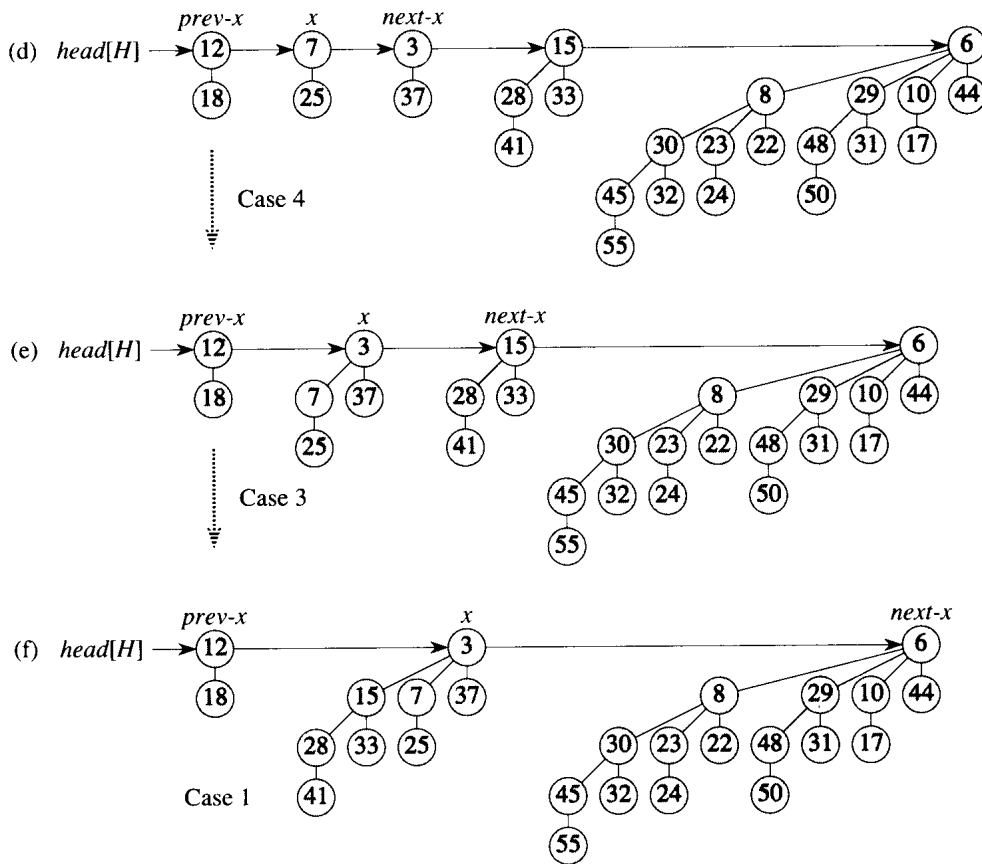 prev-x x next-x
(d) head[H] 12 7 3 15 6
18 25 37 28 33 8 29 10 44
41 30 23 22 48 31 17
45 32 24 50
55
Case 4
prev-x x next-x
(e) head[H] 12 3 15 6
18 7 37 28 33 8 29 10 44
25 41 30 23 22 48 31 17
45 32 24 50
55
Case 3
prev-x x next-x
(f) head[H] 12 3 6
18 15 7 37 8 29 10 44
28 33 25 30 23 22 48 31 17
41 45 32 24 50
55
Case 1